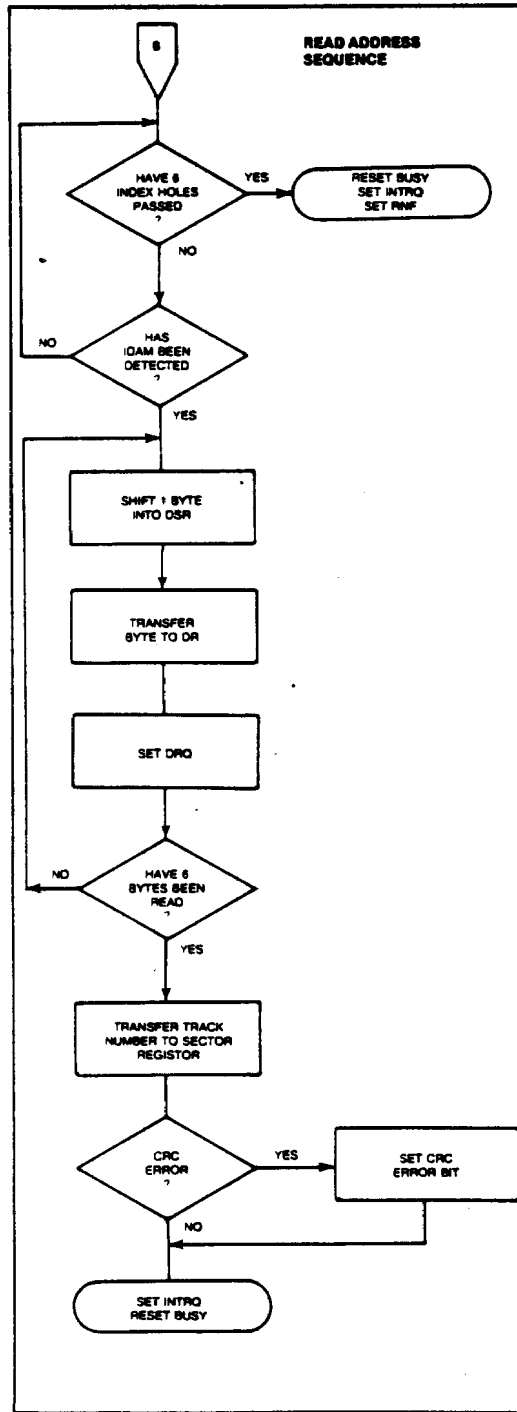 6
READ ADDRESS
SEQUENCE
HAVE 6
INDEX HOLES
PASSED
?
YES
RESET BUSY
SET INTRQ
SET RNF
NO
HAS
IDAM BEEN
DETECTED
?
NO
YES
SHIFT 1 BYTE
INTO DSR
TRANSFER
BYTE TO DR
SET DRQ
HAVE 6
BYTES BEEN
READ
?
NO
YES
TRANSFER TRACK
NUMBER TO SECTOR
REGISTOR
CRC
ERROR
?
YES
SET CRC
ERROR BIT
NO
SET INTRQ
RESET BUSY